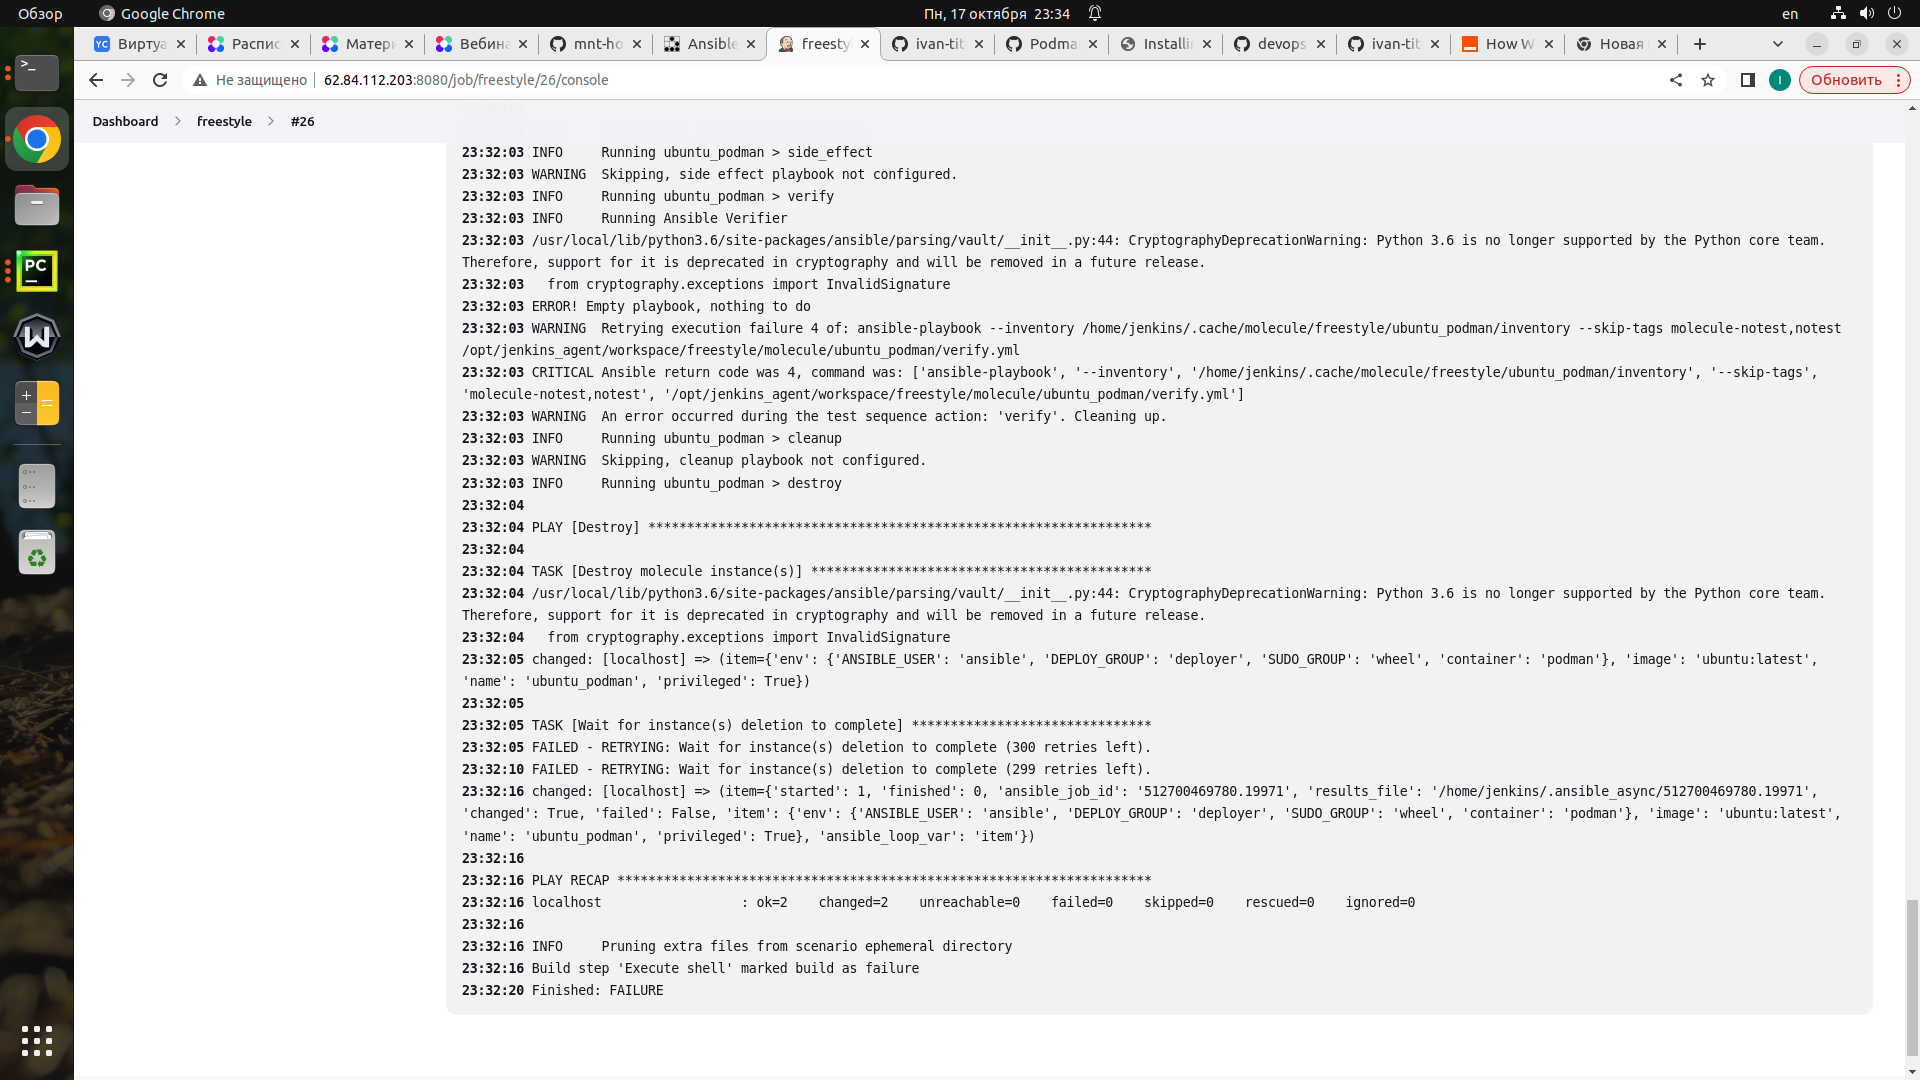 Обзор
Google Chrome
Пн, 17 октября 23:34
en
Виртуа
Распис
Матери
Вебина
mnt-ho
Ansible
freesty
ivan-tit
Podma
Installi
devops
ivan-tit
How W
Новая
Не защищено
62.84.112.203:8080/job/freestyle/26/console
Обновить
Dashboard
freestyle
#26
23:32:03 INFO Running ubuntu_podman > side_effect
23:32:03 WARNING Skipping, side effect playbook not configured.
23:32:03 INFO Running ubuntu_podman > verify
23:32:03 INFO Running Ansible Verifier
23:32:03 /usr/local/lib/python3.6/site-packages/ansible/parsing/vault/__init__.py:44: CryptographyDeprecationWarning: Python 3.6 is no longer supported by the Python core team.
Therefore, support for it is deprecated in cryptography and will be removed in a future release.
23:32:03 from cryptography.exceptions import InvalidSignature
23:32:03 ERROR! Empty playbook, nothing to do
23:32:03 WARNING Retrying execution failure 4 of: ansible-playbook --inventory /home/jenkins/.cache/molecule/freestyle/ubuntu_podman/inventory --skip-tags molecule-notest,notest
/opt/jenkins_agent/workspace/freestyle/molecule/ubuntu_podman/verify.yml
23:32:03 CRITICAL Ansible return code was 4, command was: ['ansible-playbook', '--inventory', '/home/jenkins/.cache/molecule/freestyle/ubuntu_podman/inventory', '--skip-tags',
'molecule-notest,notest', '/opt/jenkins_agent/workspace/freestyle/molecule/ubuntu_podman/verify.yml']
23:32:03 WARNING An error occurred during the test sequence action: 'verify'. Cleaning up.
23:32:03 INFO Running ubuntu_podman > cleanup
23:32:03 WARNING Skipping, cleanup playbook not configured.
23:32:03 INFO Running ubuntu_podman > destroy
23:32:04
23:32:04 PLAY [Destroy] *****************************************************************
23:32:04
23:32:04 TASK [Destroy molecule instance(s)] ********************************************
23:32:04 /usr/local/lib/python3.6/site-packages/ansible/parsing/vault/__init__.py:44: CryptographyDeprecationWarning: Python 3.6 is no longer supported by the Python core team.
Therefore, support for it is deprecated in cryptography and will be removed in a future release.
23:32:04 from cryptography.exceptions import InvalidSignature
23:32:05 changed: [localhost] => (item={'env': {'ANSIBLE_USER': 'ansible', 'DEPLOY_GROUP': 'deployer', 'SUDO_GROUP': 'wheel', 'container': 'podman'}, 'image': 'ubuntu:latest',
'name': 'ubuntu_podman', 'privileged': True})
23:32:05
23:32:05 TASK [Wait for instance(s) deletion to complete] *******************************
23:32:05 FAILED - RETRYING: Wait for instance(s) deletion to complete (300 retries left).
23:32:10 FAILED - RETRYING: Wait for instance(s) deletion to complete (299 retries left).
23:32:16 changed: [localhost] => (item={'started': 1, 'finished': 0, 'ansible_job_id': '512700469780.19971', 'results_file': '/home/jenkins/.ansible_async/512700469780.19971',
'changed': True, 'failed': False, 'item': {'env': {'ANSIBLE_USER': 'ansible', 'DEPLOY_GROUP': 'deployer', 'SUDO_GROUP': 'wheel', 'container': 'podman'}, 'image': 'ubuntu:latest',
'name': 'ubuntu_podman', 'privileged': True}, 'ansible_loop_var': 'item'})
23:32:16
23:32:16 PLAY RECAP *********************************************************************
23:32:16 localhost : ok=2 changed=2 unreachable=0 failed=0 skipped=0 rescued=0 ignored=0
23:32:16
23:32:16 INFO Pruning extra files from scenario ephemeral directory
23:32:16 Build step 'Execute shell' marked build as failure
23:32:20 Finished: FAILURE